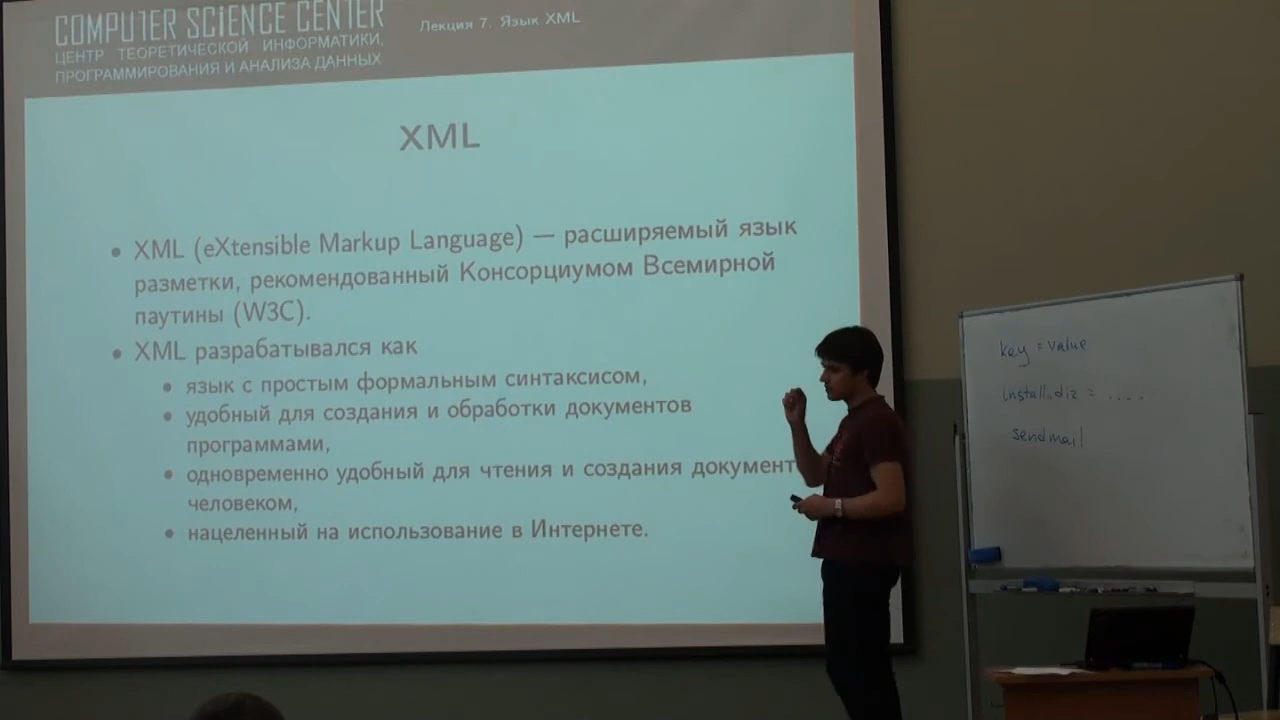 COMPUTER SCIENCE CENTER
ЦЕНТР ТЕОРЕТИЧЕСКОЙ ИНФОРМАТИКИ,
ПРОГРАММИРОВАНИЯ И АНАЛИЗА ДАННЫХ
Лекция 7. Язык XML
XML
• XML (eXtensible Markup Language) — расширяемый язык
разметки, рекомендованный Консорциумом Всемирной
паутины (W3C).
• XML разрабатывался как
• язык с простым формальным синтаксисом,
• удобный для создания и обработки документов
программами,
• одновременно удобный для чтения и создания документ
человеком,
• нацеленный на использование в Интернете.
key = value
install.dir = ....
sendmail